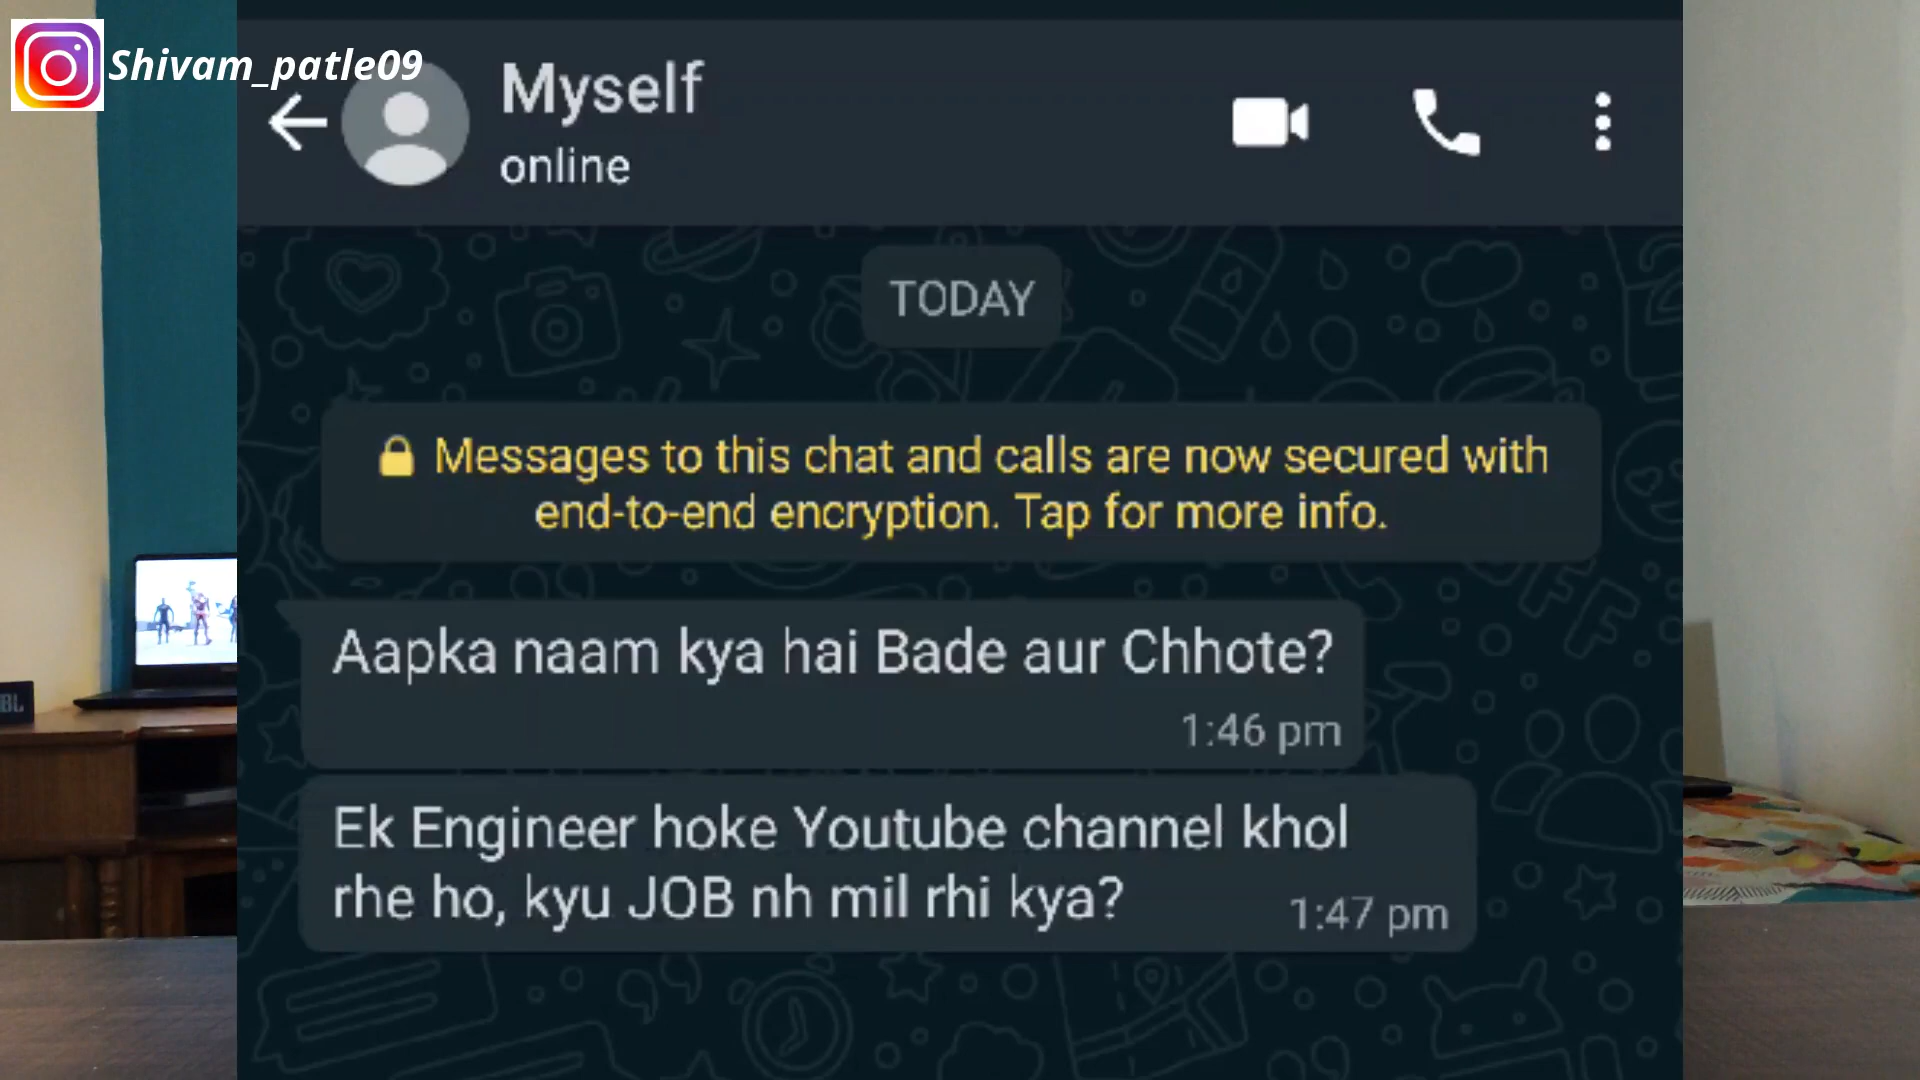 Shivam_patle09
Myself
online
TODAY
Messages to this chat and calls are now secured with
end-to-end encryption. Tap for more info.
Aapka naam kya hai Bade aur Chhote?
1:46 pm
Ek Engineer hoke Youtube channel khol
rhe ho, kyu JOB nh mil rhi kya?
1:47 pm